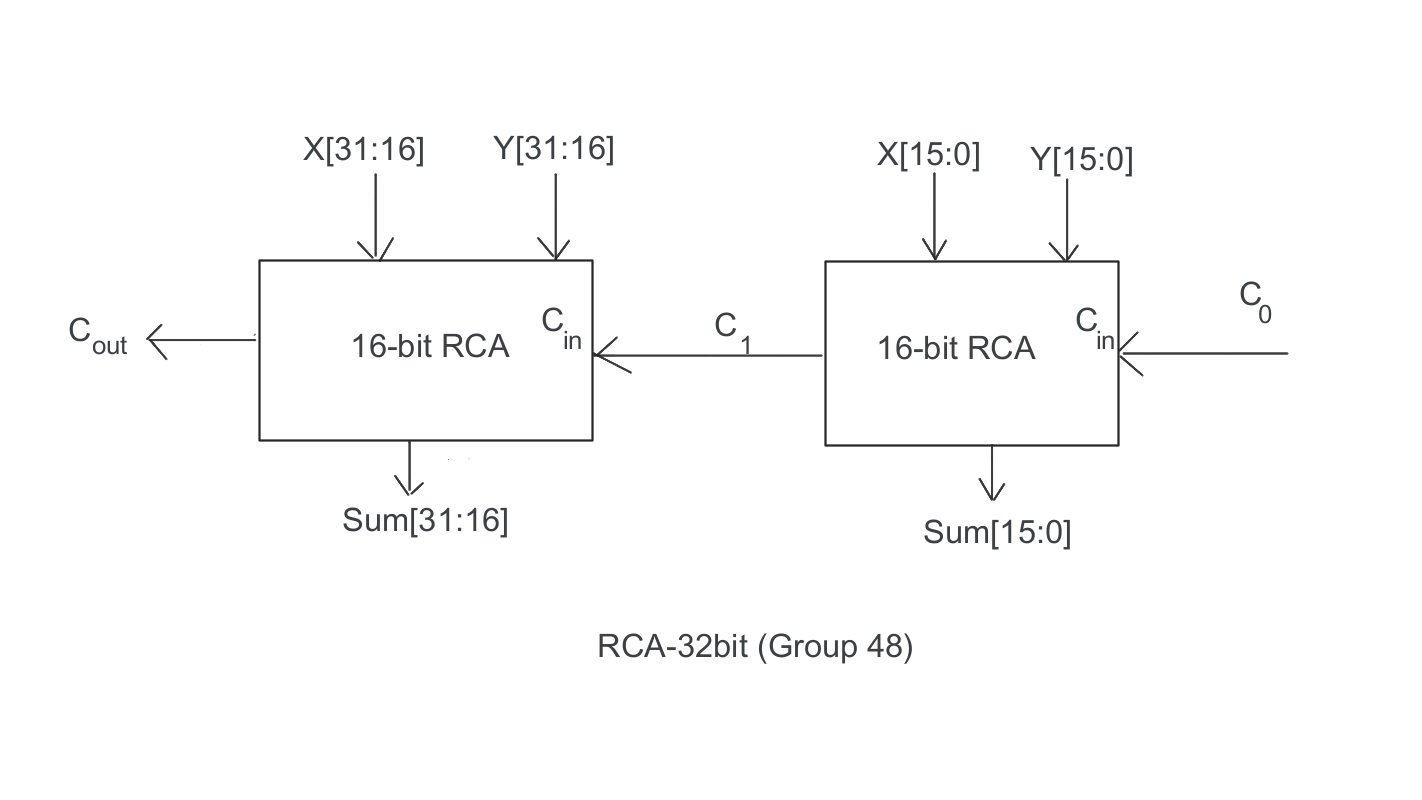 X[31:16] Y[31:16] X[15:0] Y[15:0]
C0
Cout 16-bit RCA Cin C1 16-bit RCA Cin
Sum[31:16] Sum[15:0]
RCA-32bit (Group 48)